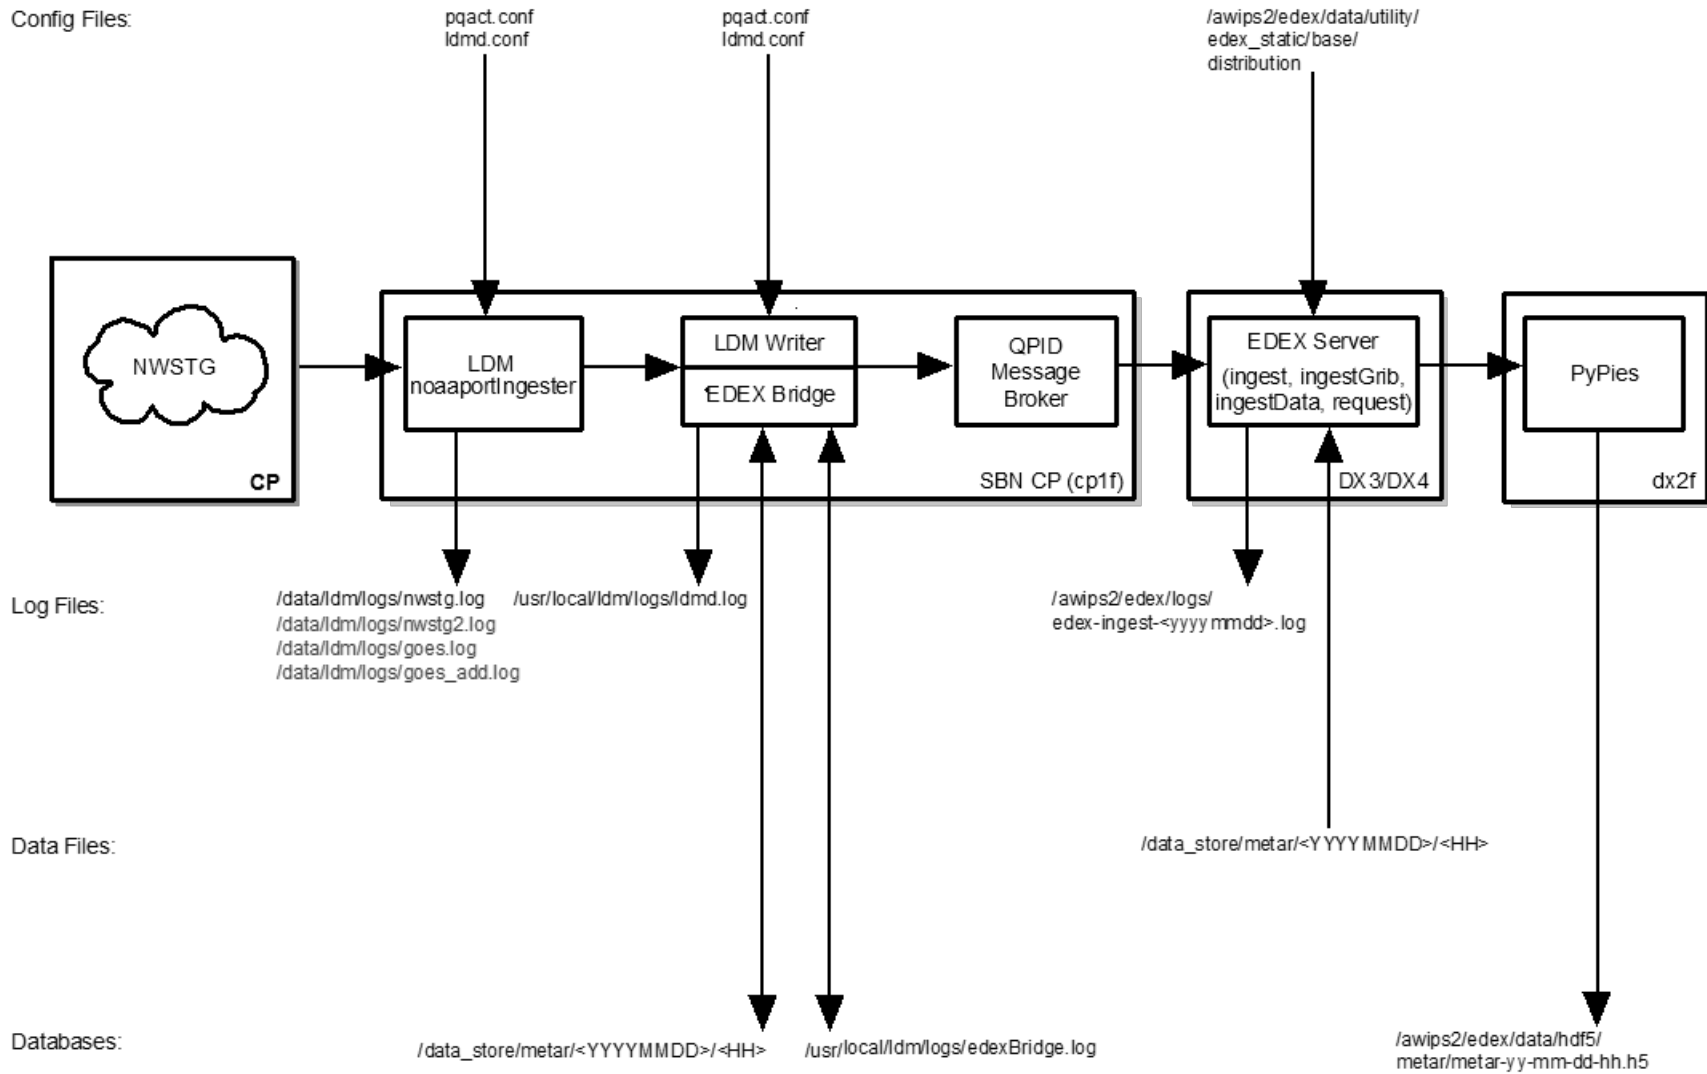 Config Files:
pqact.conf
ldmd.conf
pqact.conf
ldmd.conf
/awips2/edex/data/utility/
edex_static/base/
distribution
NWSTG
CP
LDM
noaaportIngester
LDM Writer
EDEX Bridge
QPID
Message
Broker
SBN CP (cp1f)
EDEX Server
(ingest, ingestGrib,
ingestData, request)
DX3/DX4
PyPies
dx2f
Log Files:
/data/ldm/logs/nwstg.log
/data/ldm/logs/nwstg2.log
/data/ldm/logs/goes.log
/data/ldm/logs/goes_add.log
/usr/local/ldm/logs/ldmd.log
/awips2/edex/logs/
edex-ingest-<yyyymmdd>.log
Data Files:
/data_store/metar/<YYYYMMDD>/<HH>
Databases:
/data_store/metar/<YYYYMMDD>/<HH>
/usr/local/ldm/logs/edexBridge.log
/awips2/edex/data/hdf5/
metar/metar-yy-mm-dd-hh.h5